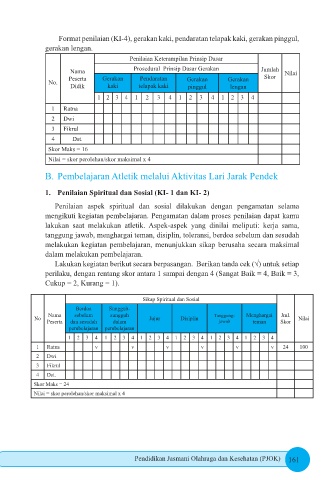 Format penilaian (KI-4), gerakan kaki, pendaratan telapak kaki, gerakan pinggul,
gerakan lengan.
No.
Nama Peserta Didik
Penilaian Keterampilan Prinsip Dasar
Prosedural Prinsip Dasar Gerakan
Jumlah Skor
Nilai
Gerakan kaki
Pendaratan telapak kaki
Gerakan pinggul
Gerakan lengan
1 2 3 4 1 2 3 4 1 2 3 4 1 2 3 4
1 Ratna
2 Dwi
3 Fikrul
4 Dst.
Skor Maks = 16
Nilai = skor perolehan/skor maksimal x 4
B. Pembelajaran Atletik melalui Aktivitas Lari Jarak Pendek
1. Penilaian Spiritual dan Sosial (KI- 1 dan KI- 2)
Penilaian aspek spiritual dan sosial dilakukan dengan pengamatan selama
mengikuti kegiatan pembelajaran. Pengamatan dalam proses penilaian dapat kamu
lakukan saat melakukan atletik. Aspek-aspek yang dinilai meliputi: kerja sama,
tanggung jawab, menghargai teman, disiplin, toleransi, berdoa sebelum dan sesudah
melakukan kegiatan pembelajaran, menunjukkan sikap berusaha secara maksimal
dalam melakukan pembelajaran.
Lakukan kegiatan berikut secara berpasangan. Berikan tanda cek (√) untuk setiap
perilaku, dengan rentang skor antara 1 sampai dengan 4 (Sangat Baik = 4, Baik = 3,
Cukup = 2, Kurang = 1).
No
Nama Peserta
Sikap Spiritual dan Sosial
Jml. Skor
Nilai
Berdoa sebelum dan sesudah pembelajaran
Sungguh-sungguh dalam pembelajaran
Jujur
Disiplin
Tanggung jawab
Menghargai teman
1 2 3 4 1 2 3 4 1 2 3 4 1 2 3 4 1 2 3 4 1 2 3 4
1 Ratna v v v v v v 24 100
2 Dwi
3 Fikrul
4 Dst.
Skor Maks = 24
Nilai = skor perolehan/skor maksimal x 4
Pendidikan Jasmani Olahraga dan Kesehatan (PJOK) 161